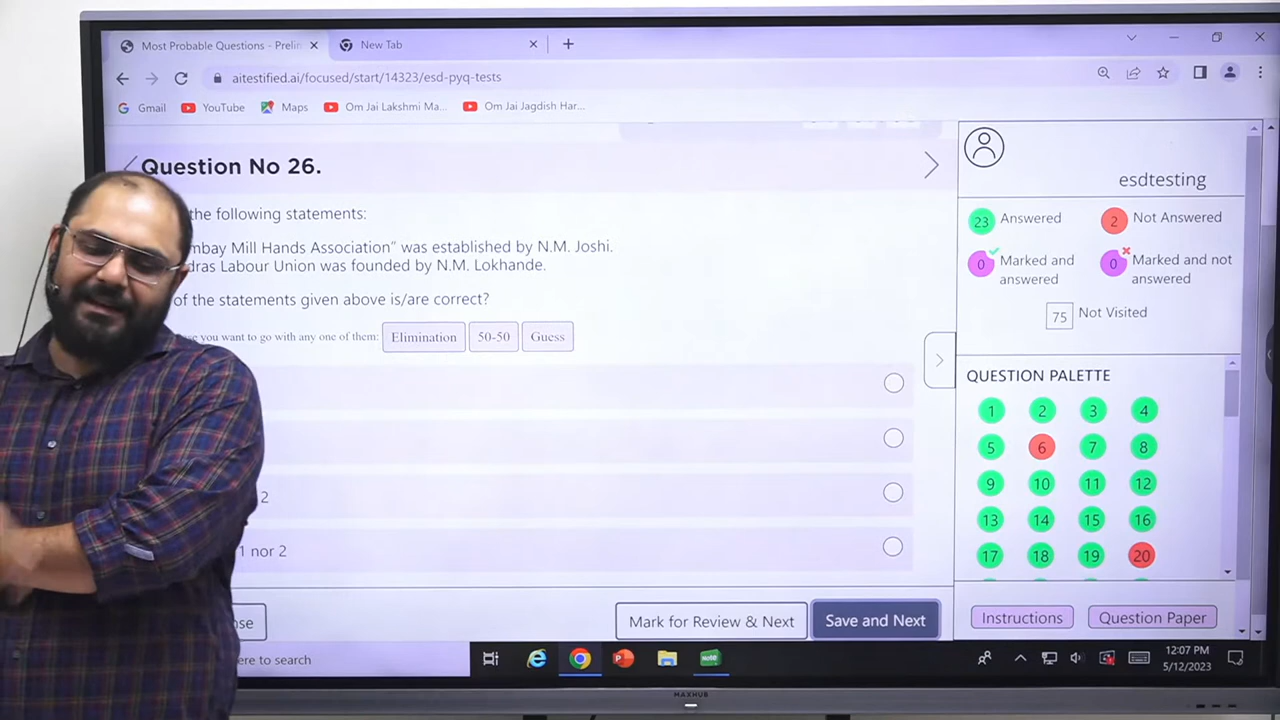 Most Probable Questions - Prelin
New Tab
aitestified.ai/focused/start/14323/esd-pyq-tests
Gmail
YouTube
Maps
Om Jai Lakshmi Ma...
Om Jai Jagdish Har...
Question No 26.
the following statements:
mbay Mill Hands Association" was established by N.M. Joshi.
dras Labour Union was founded by N.M. Lokhande.
of the statements given above is/are correct?
you want to go with any one of them:
Elimination
50-50
Guess
2
1 nor 2
Mark for Review & Next
Save and Next
esdtesting
23 Answered
2 Not Answered
0 Marked and answered
0 Marked and not answered
75 Not Visited
QUESTION PALETTE
1 2 3 4
5 6 7 8
9 10 11 12
13 14 15 16
17 18 19 20
Instructions
Question Paper
ere to search
12:07 PM
5/12/2023
MAXHUB